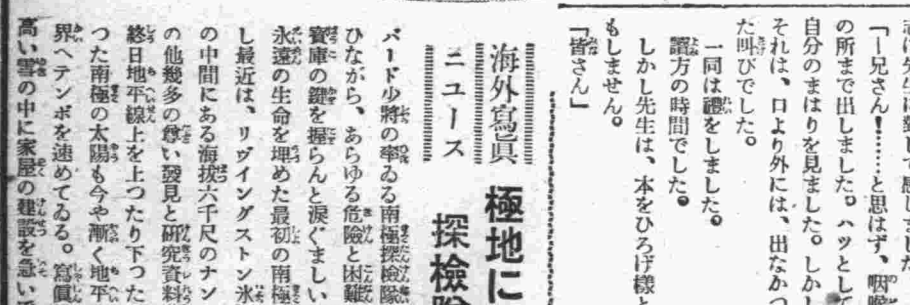 「—兄さん！……と思はず、咽喉
の所まで出しました。ハツとし
自分のまはりを見ました。しかし
それは、口より外には、出なかつ
た叫びでした。
一同は禮をしました。
讀方の時間でした。
しかし先生は、本をひろげ樣と
もしません。
「皆さん」
海外寫眞
ニュース
極地に
探檢隊
バード少將の率ゐる南極探檢隊
ひながら、あらゆる危險と困難
寶庫の鍵を握らんと涙ぐましい
永遠の生命を埋めた最初の南極
し最近は、リヴイングストン氷
の中間にある海拔六千尺のナン
の他幾多の尊い發見と研究資料
終日地平線上を上つたり下つた
つた南極の太陽も今や漸く地平
界へテンポを速めてゐる。寫眞
高い雪の中に家屋の建設を急い